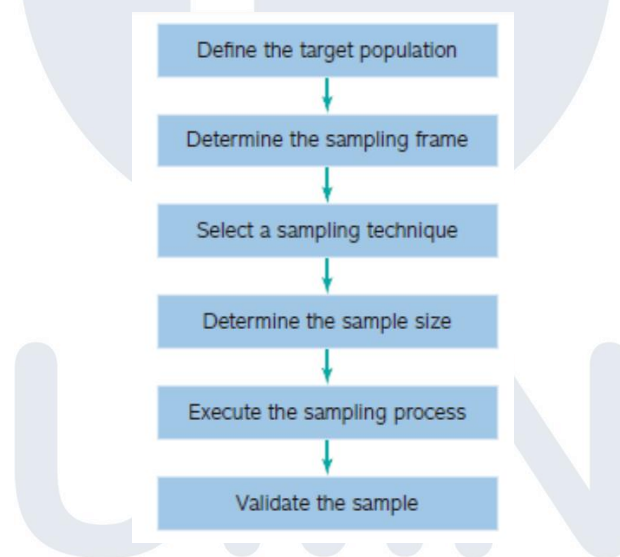 Define the target population
Determine the sampling frame
Select a sampling technique
Determine the sample size
Execute the sampling process
Validate the sample